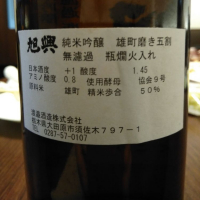 旭興 純米吟醸 雄町磨き五割
無濾過 瓶燗火入れ
日本酒度 +1 酸度 1.45
アミノ酸度 0.8 使用酵母 協会9号
原料米 雄町 精米歩合 50%
渡邉酒造株式会社
栃木県大田原市須佐木797-1
℡ 0287-57-0107